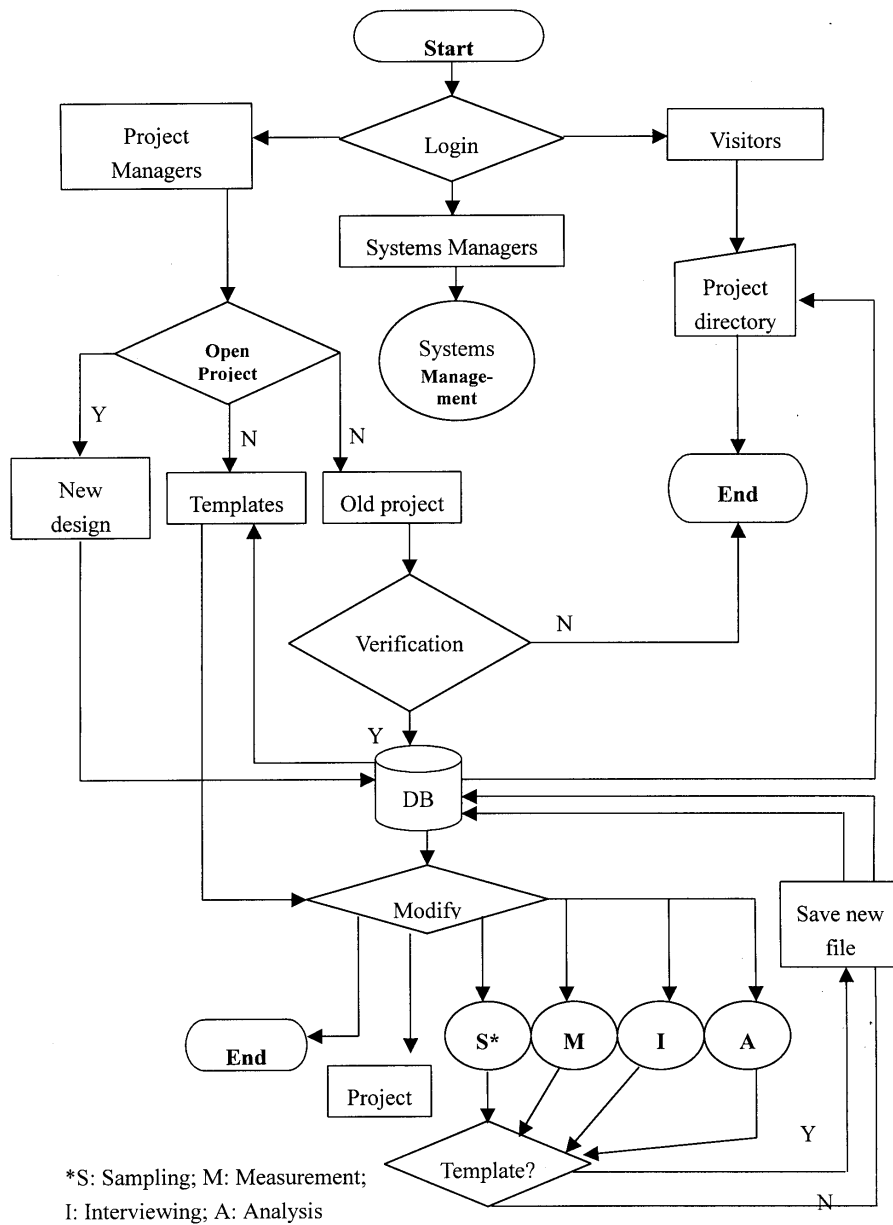 Start
Project
Managers
Login
Visitors
Systems Managers
Project
directory
Open
Project
Systems
Manage-
ment
Y
N
N
New
design
Templates
Old project
End
Verification
N
Y
DB
Modify
Save new
file
S*
M
I
A
End
Project
Y
Template?
N
*S: Sampling; M: Measurement;
I: Interviewing; A: Analysis